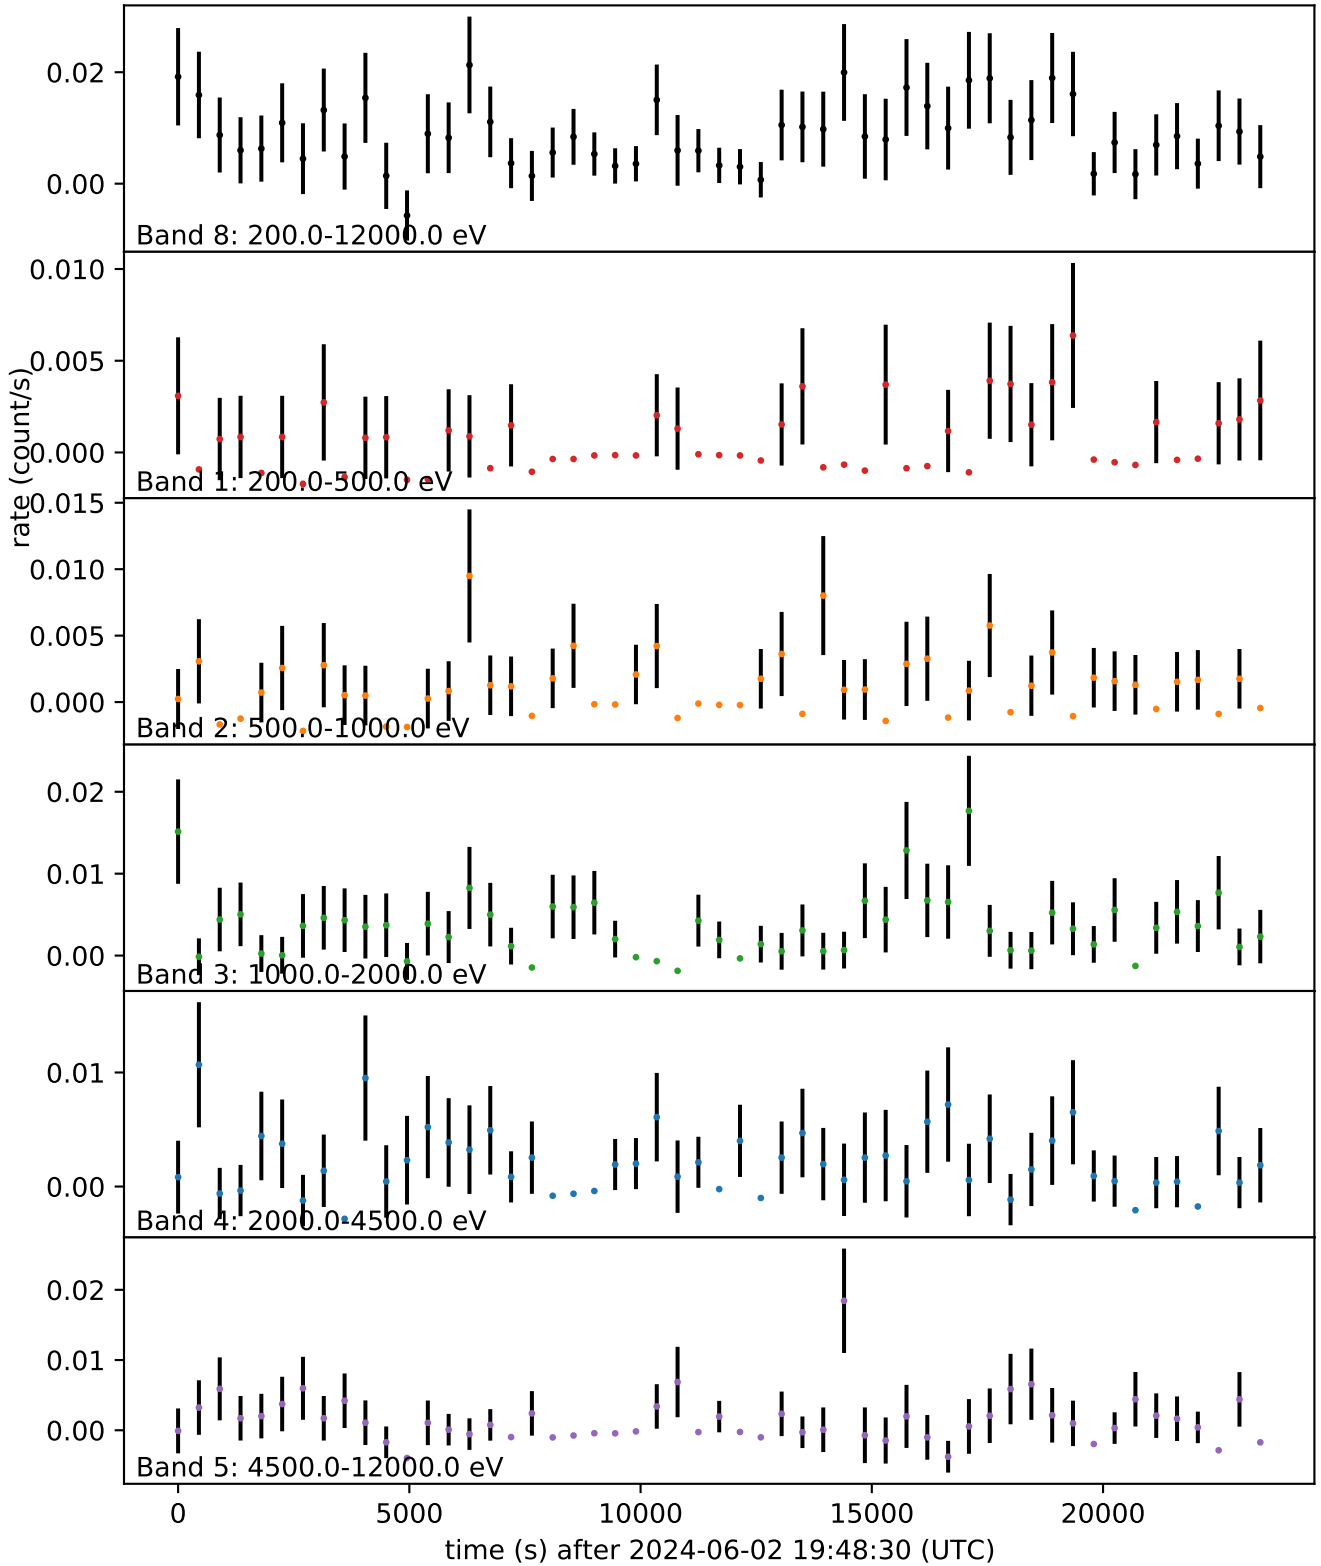 0.02
0.00
Band 8: 200.0-12000.0 eV
0.010
0.005
0.000
Band 1: 200.0-500.0 eV
rate (count/s)
0.015
0.010
0.005
0.000
Band 2: 500.0-1000.0 eV
0.02
0.01
0.00
Band 3: 1000.0-2000.0 eV
0.01
0.00
Band 4: 2000.0-4500.0 eV
0.02
0.01
0.00
Band 5: 4500.0-12000.0 eV
0 5000 10000 15000 20000
time (s) after 2024-06-02 19:48:30 (UTC)